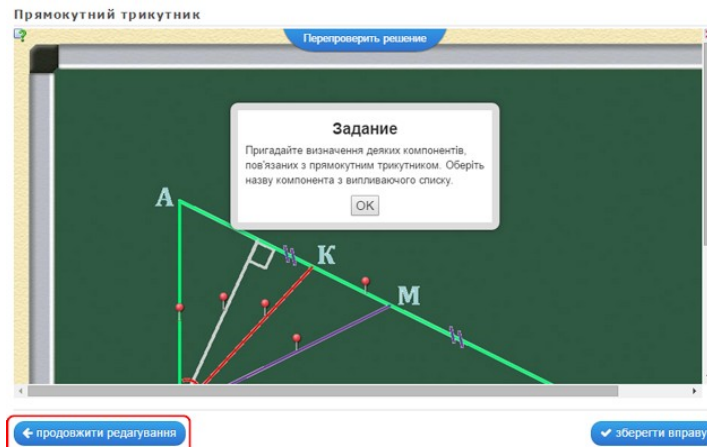 Прямокутний трикутник
Перепроверить решение
Задание
Пригадайте визначення деяких компонентів,
пов'язаних з прямокутним трикутником. Оберіть
назву компонента з випливаючого списку.
OK
A
K
M
продовжити редагування
зберегти вправу